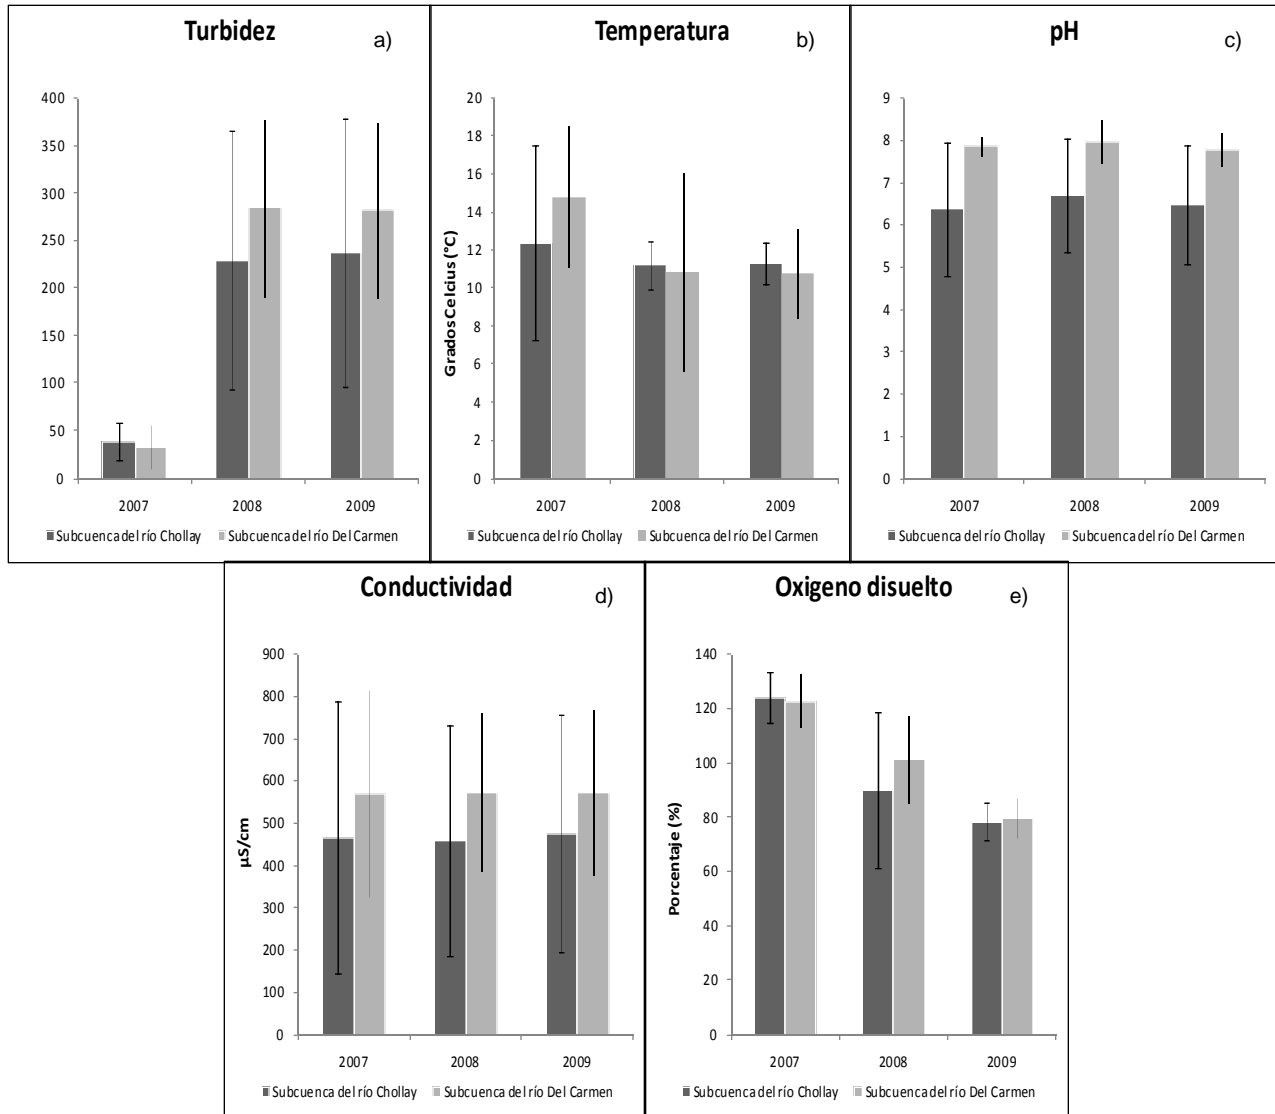 Turbidez
a)
400
350
300
250
200
150
100
50
0
2007 2008 2009
Subcuenca del río Chollay Subcuenca del río Del Carmen
Temperatura
b)
Grados Celcius (°C)
20
18
16
14
12
10
8
6
4
2
0
2007 2008 2009
Subcuenca del río Chollay Subcuenca del río Del Carmen
pH
c)
9
8
7
6
5
4
3
2
1
0
2007 2008 2009
Subcuenca del río Chollay Subcuenca del río Del Carmen
Conductividad
d)
µS/cm
900
800
700
600
500
400
300
200
100
0
2007 2008 2009
Subcuenca del río Chollay Subcuenca del río Del Carmen
Oxigeno disuelto
e)
Porcentaje (%)
140
120
100
80
60
40
20
0
2007 2008 2009
Subcuenca del río Chollay Subcuenca del río Del Carmen